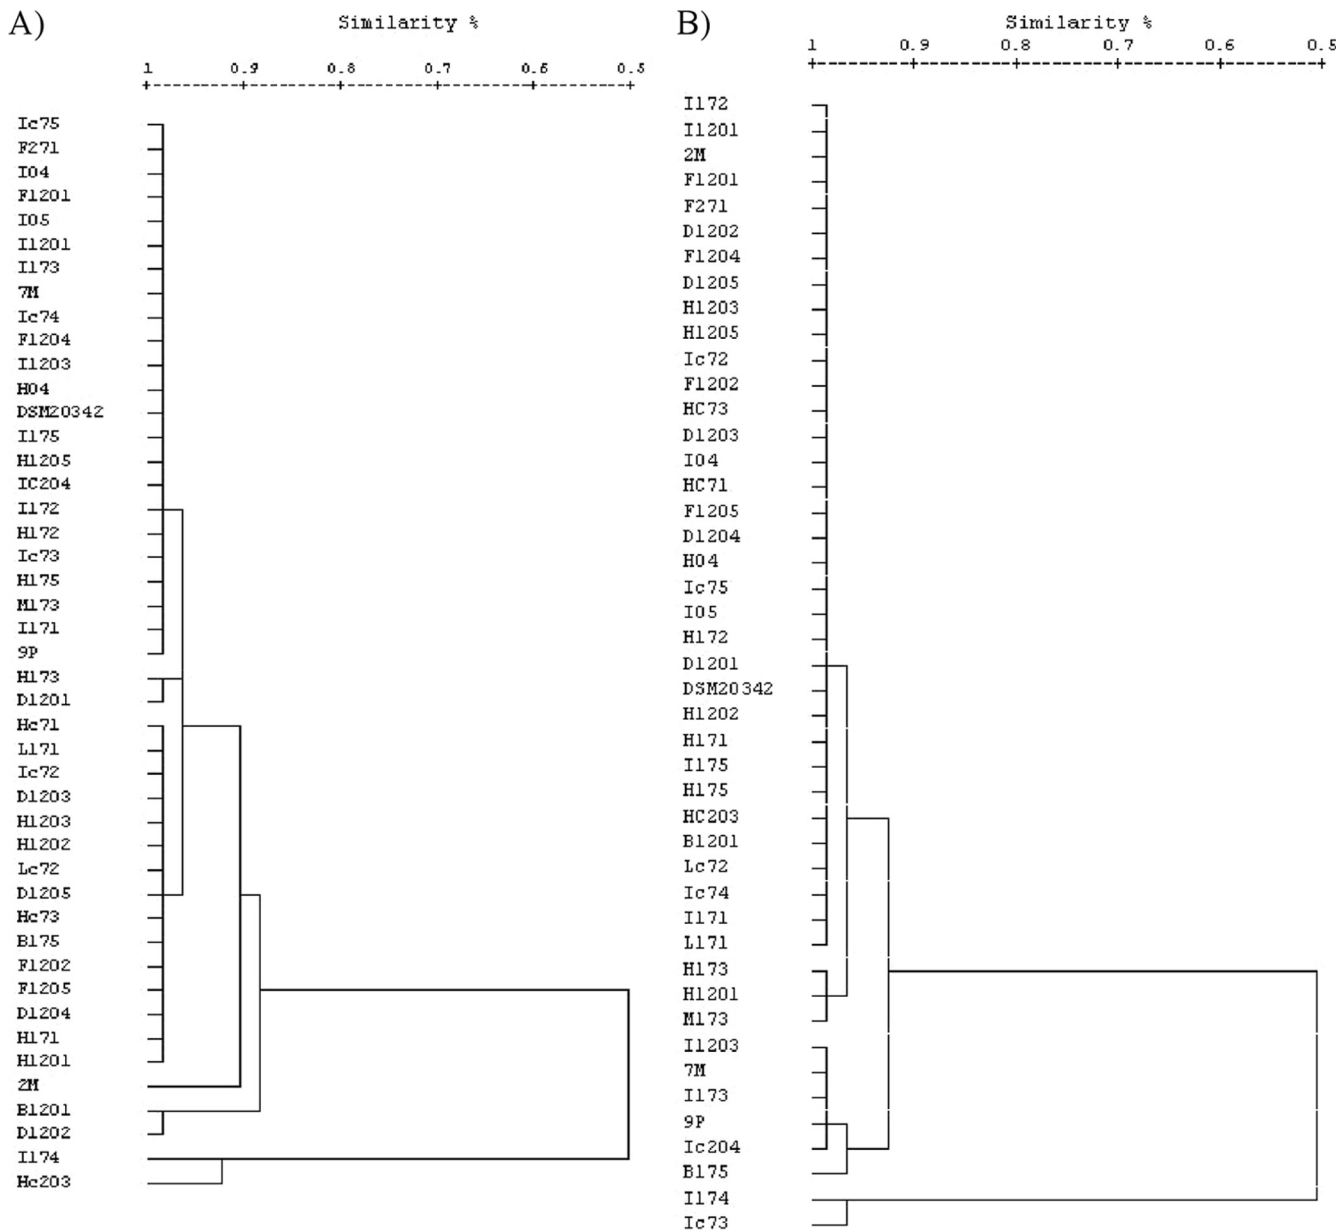 A)
Similarity %
1 0.9 0.8 0.7 0.6 0.5
Ic75
F271
I04
F1201
I05
I1201
I173
7M
Ic74
F1204
I1203
H04
DSM20342
I175
H1205
IC204
I172
H172
Ic73
H175
M173
I171
9P
H173
D1201
Hc71
L171
Ic72
D1203
H1203
H1202
Lc72
D1205
Hc73
B175
F1202
F1205
D1204
H171
H1201
2M
B1201
D1202
I174
Hc203
B)
Similarity %
1 0.9 0.8 0.7 0.6 0.5
I172
I1201
2M
F1201
F271
D1202
F1204
D1205
H1203
H1205
Ic72
F1202
HC73
D1203
I04
HC71
F1205
D1204
H04
Ic75
I05
H172
D1201
DSM20342
H1202
H171
I175
H175
HC203
B1201
Lc72
Ic74
I171
L171
H173
H1201
M173
I1203
7M
I173
9P
Ic204
B175
I174
Ic73